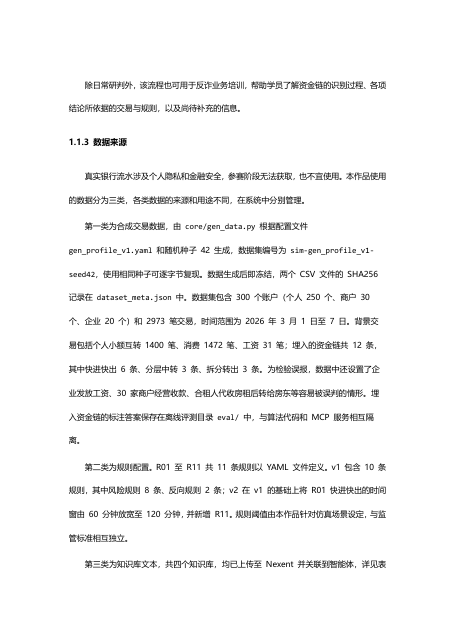 除日常研判外，该流程也可用于反诈业务培训，帮助学员了解资金链的识别过程、各项
结论所依据的交易与规则，以及尚待补充的信息。
1.1.3 数据来源
真实银行流水涉及个人隐私和金融安全，参赛阶段无法获取，也不宜使用。本作品使用
的数据分为三类，各类数据的来源和用途不同，在系统中分别管理。
第一类为合成交易数据，由 core/gen_data.py 根据配置文件
gen_profile_v1.yaml 和随机种子 42 生成，数据集编号为 sim-gen_profile_v1-
seed42，使用相同种子可逐字节复现。数据生成后即冻结，两个 CSV 文件的 SHA256
记录在 dataset_meta.json 中。数据集包含 300 个账户（个人 250 个、商户 30
个、企业 20 个）和 2973 笔交易，时间范围为 2026 年 3 月 1 日至 7 日。背景交
易包括个人小额互转 1400 笔、消费 1472 笔、工资 31 笔；埋入的资金链共 12 条，
其中快进快出 6 条、分层中转 3 条、拆分转出 3 条。为检验误报，数据中还设置了企
业发放工资、30 家商户经营收款、合租人代收房租后转给房东等容易被误判的情形。埋
入资金链的标注答案保存在离线评测目录 eval/ 中，与算法代码和 MCP 服务相互隔
离。
第二类为规则配置。R01 至 R11 共 11 条规则以 YAML 文件定义。v1 包含 10 条
规则，其中风险规则 8 条、反向规则 2 条；v2 在 v1 的基础上将 R01 快进快出的时间
窗由 60 分钟放宽至 120 分钟，并新增 R11。规则阈值由本作品针对仿真场景设定，与监
管标准相互独立。
第三类为知识库文本，共四个知识库，均已上传至 Nexent 并关联到智能体，详见表